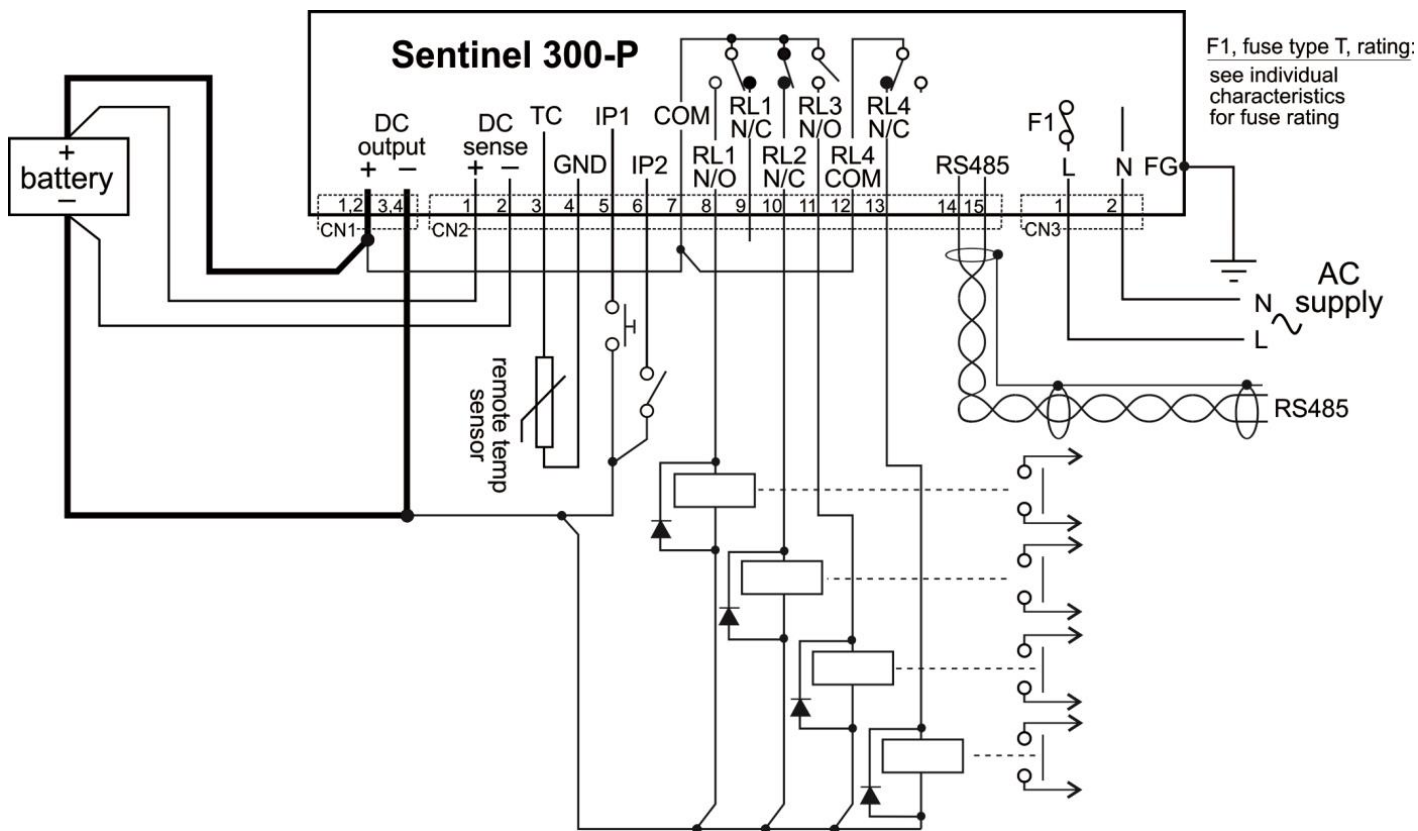 Sentinel 300-P
F1, fuse type T, rating:
see individual
characteristics
for fuse rating
battery
+
−
DC
output
+ −
DC
sense
+ −
TC
GND
IP1
IP2
COM
RL1
N/O
RL1
N/C
RL2
N/C
RL3
N/O
RL4
COM
RL4
N/C
RS485
F1
L
N
FG
1,2 3,4
CN1
1 2 3 4 5 6 7 8 9 10 11 12 13 14 15
CN2
1 2
CN3
AC
supply
N
L
remote temp
sensor
RS485